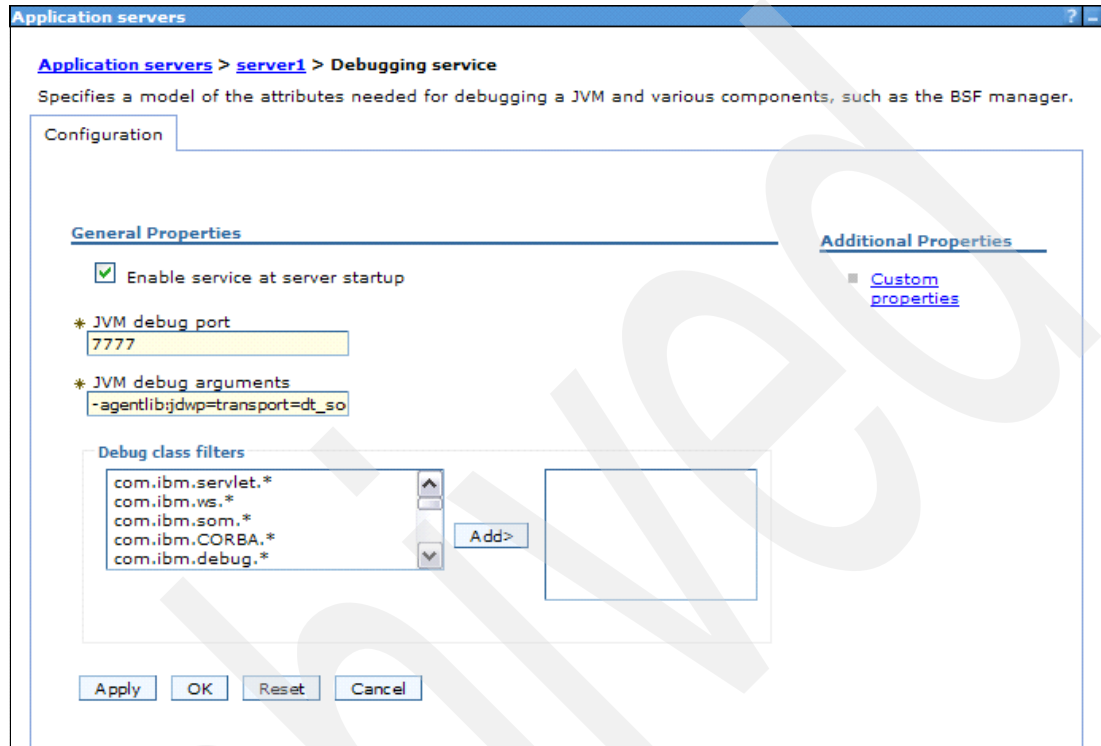 Application servers ? –
Application servers > server1 > Debugging service
Specifies a model of the attributes needed for debugging a JVM and various components, such as the BSF manager.
Configuration
General Properties
Additional Properties
Enable service at server startup
Custom
properties
* JVM debug port
7777
* JVM debug arguments
-agentlib:jdwp=transport=dt_so
Debug class filters
com.ibm.servlet.*
com.ibm.ws.*
com.ibm.som.*
com.ibm.CORBA.*
com.ibm.debug.*
Add>
Apply OK Reset Cancel
hived